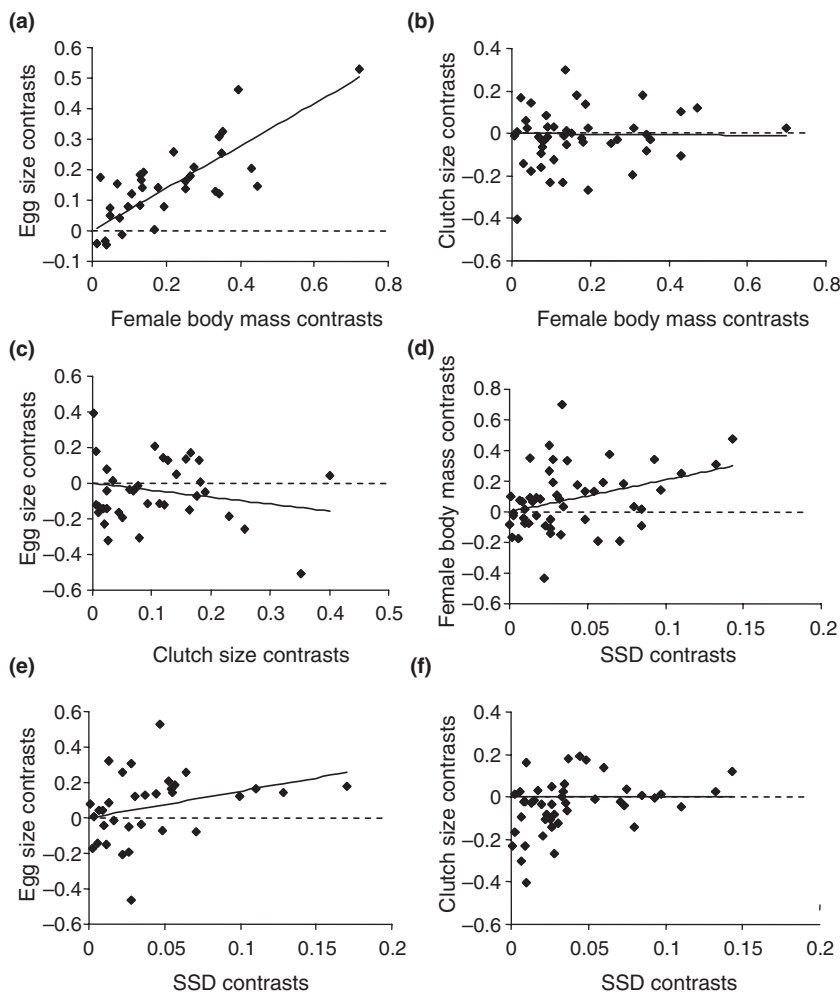 (a)
0.6
0.5
0.4
0.3
0.2
0.1
0
–0.1
Egg size contrasts
0 0.2 0.4 0.6 0.8
Female body mass contrasts
(b)
0.4
0.2
0
–0.2
–0.4
–0.6
Clutch size contrasts
0 0.2 0.4 0.6 0.8
Female body mass contrasts
(c)
0.6
0.4
0.2
0
–0.2
–0.4
–0.6
Egg size contrasts
0 0.1 0.2 0.3 0.4 0.5
Clutch size contrasts
(d)
0.8
0.6
0.4
0.2
0
–0.2
–0.4
–0.6
Female body mass contrasts
0 0.05 0.1 0.15 0.2
SSD contrasts
(e)
0.6
0.4
0.2
0
–0.2
–0.4
–0.6
Egg size contrasts
0 0.05 0.1 0.15 0.2
SSD contrasts
(f)
0.4
0.2
0
–0.2
–0.4
–0.6
Clutch size contrasts
0 0.05 0.1 0.15 0.2
SSD contrasts